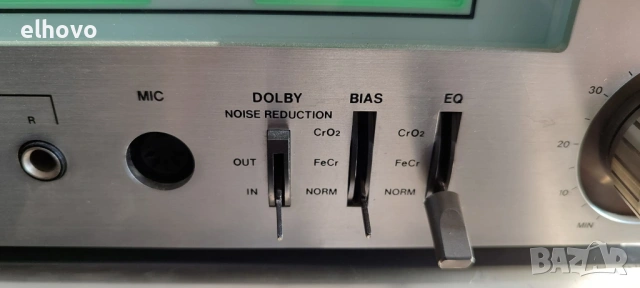 elhovo
R
MIC
DOLBY
NOISE REDUCTION
OUT
IN
BIAS
CrO2
FeCr
NORM
EQ
CrO2
FeCr
NORM
30
20
10
MIN
BAZAR